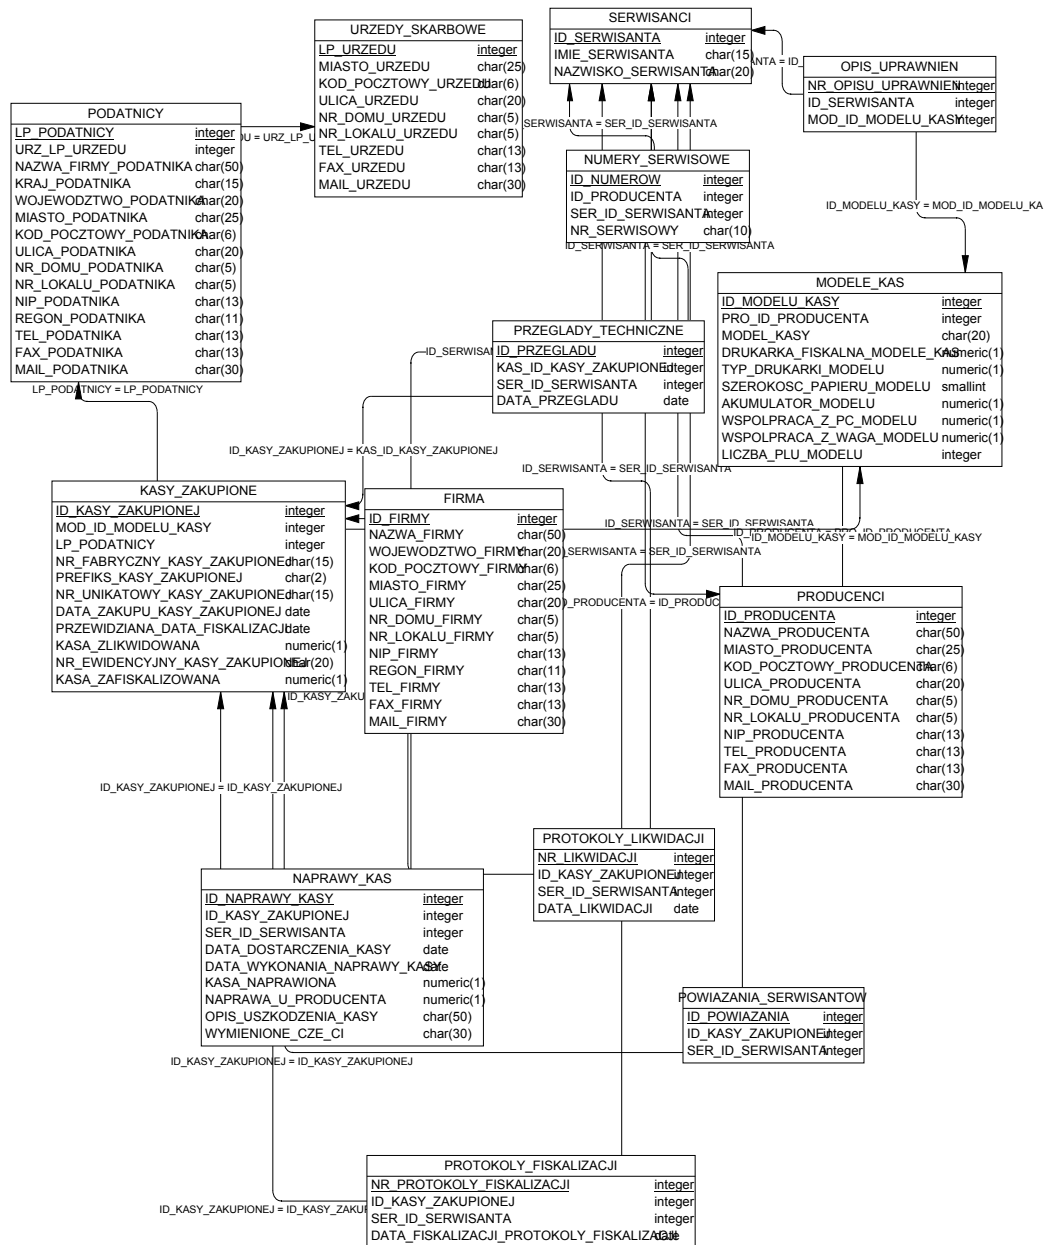 URZEDY_SKARBOWE
LP_URZEDU integer
MIASTO_URZEDU char(25)
KOD_POCZTOWY_URZEDU char(6)
ULICA_URZEDU char(20)
NR_DOMU_URZEDU char(5)
NR_LOKALU_URZEDU char(5)
TEL_URZEDU char(13)
FAX_URZEDU char(13)
MAIL_URZEDU char(30)
SERWISANCI
ID_SERWISANTA integer
IMIE_SERWISANTA char(15)
NAZWISKO_SERWISANTA char(20)
OPIS_UPRAWNIEN
NR_OPISU_UPRAWNIEN integer
ID_SERWISANTA integer
MOD_ID_MODELU_KASY integer
PODATNICY
LP_PODATNICY integer
URZ_LP_URZEDU integer
NAZWA_FIRMY_PODATNIKA char(50)
KRAJ_PODATNIKA char(15)
WOJEWODZTWO_PODATNIKA char(20)
MIASTO_PODATNIKA char(25)
KOD_POCZTOWY_PODATNIKA char(6)
ULICA_PODATNIKA char(20)
NR_DOMU_PODATNIKA char(5)
NR_LOKALU_PODATNIKA char(5)
NIP_PODATNIKA char(13)
REGON_PODATNIKA char(11)
TEL_PODATNIKA char(13)
FAX_PODATNIKA char(13)
MAIL_PODATNIKA char(30)
LP_PODATNICY = LP_PODATNICY
SERWISANTA = SER_ID_SERWISANTA
NUMERY_SERWISOWE
ID_NUMEROW integer
ID_PRODUCENTA integer
SER_ID_SERWISANTA integer
NR_SERWISOWY char(10)
ID_SERWISANTA = SER_ID_SERWISANTA
ID_MODELU_KASY = MOD_ID_MODELU_KA
MODELE_KAS
ID_MODELU_KASY integer
PRO_ID_PRODUCENTA integer
MODEL_KASY char(20)
DRUKARKA_FISKALNA_MODELE_KAS numeric(1)
TYP_DRUKARKI_MODELU numeric(1)
SZEROKOSC_PAPIERU_MODELU smallint
AKUMULATOR_MODELU numeric(1)
WSPOLPRACA_Z_PC_MODELU numeric(1)
WSPOLPRACA_Z_WAGA_MODELU numeric(1)
LICZBA_PLU_MODELU integer
PRZEGLADY_TECHNICZNE
ID_PRZEGLADU integer
KAS_ID_KASY_ZAKUPIONEJ integer
SER_ID_SERWISANTA integer
DATA_PRZEGLADU date
ID_KASY_ZAKUPIONEJ = KAS_ID_KASY_ZAKUPIONEJ
ID_SERWISANTA = SER_ID_SERWISANTA
KASY_ZAKUPIONE
ID_KASY_ZAKUPIONEJ integer
MOD_ID_MODELU_KASY integer
LP_PODATNICY integer
NR_FABRYCZNY_KASY_ZAKUPIONEJ char(15)
PREFIKS_KASY_ZAKUPIONEJ char(2)
NR_UNIKATOWY_KASY_ZAKUPIONEJ char(15)
DATA_ZAKUPU_KASY_ZAKUPIONEJ date
PRZEWIDZIANA_DATA_FISKALIZACJI date
KASA_ZLIKWIDOWANA numeric(1)
NR_EWIDENCYJNY_KASY_ZAKUPIONEJ char(20)
KASA_ZAFISKALIZOWANA numeric(1)
FIRMA
ID_FIRMY integer
NAZWA_FIRMY char(50)
WOJEWODZTWO_FIRMY char(20)
KOD_POCZTOWY_FIRMY char(6)
MIASTO_FIRMY char(25)
ULICA_FIRMY char(20)
NR_DOMU_FIRMY char(5)
NR_LOKALU_FIRMY char(5)
NIP_FIRMY char(13)
REGON_FIRMY char(11)
TEL_FIRMY char(13)
FAX_FIRMY char(13)
MAIL_FIRMY char(30)
ID_SERWISANTA = SER_ID_SERWISANTA
ID_MODELU_KASY = MOD_ID_MODELU_KASY
SERWISANTA = SER_ID_SERWISANTA
PRODUCENCI
ID_PRODUCENTA integer
NAZWA_PRODUCENTA char(50)
MIASTO_PRODUCENTA char(25)
KOD_POCZTOWY_PRODUCENTA char(6)
ULICA_PRODUCENTA char(20)
NR_DOMU_PRODUCENTA char(5)
NR_LOKALU_PRODUCENTA char(5)
NIP_PRODUCENTA char(13)
TEL_PRODUCENTA char(13)
FAX_PRODUCENTA char(13)
MAIL_PRODUCENTA char(30)
ID_KASY_ZAKUPIONEJ = ID_KASY_ZAKUPIONEJ
PROTOKOLY_LIKWIDACJI
NR_LIKWIDACJI integer
ID_KASY_ZAKUPIONEJ integer
SER_ID_SERWISANTA integer
DATA_LIKWIDACJI date
NAPRAWY_KAS
ID_NAPRAWY_KASY integer
ID_KASY_ZAKUPIONEJ integer
SER_ID_SERWISANTA integer
DATA_DOSTARCZENIA_KASY date
DATA_WYKONANIA_NAPRAWY_KASY date
KASA_NAPRAWIONA numeric(1)
NAPRAWA_U_PRODUCENTA numeric(1)
OPIS_USZKODZENIA_KASY char(50)
WYMIENIONE_CZE_CI char(30)
POWIAZANIA_SERWISANTOW
ID_POWIAZANIA integer
ID_KASY_ZAKUPIONEJ integer
SER_ID_SERWISANTA integer
ID_KASY_ZAKUPIONEJ = ID_KASY_ZAKUPIONEJ
PROTOKOLY_FISKALIZACJI
NR_PROTOKOLY_FISKALIZACJI integer
ID_KASY_ZAKUPIONEJ integer
SER_ID_SERWISANTA integer
DATA_FISKALIZACJI_PROTOKOLY_FISKALIZACJI date
ID_KASY_ZAKUPIONEJ = ID_KASY_ZAKUP